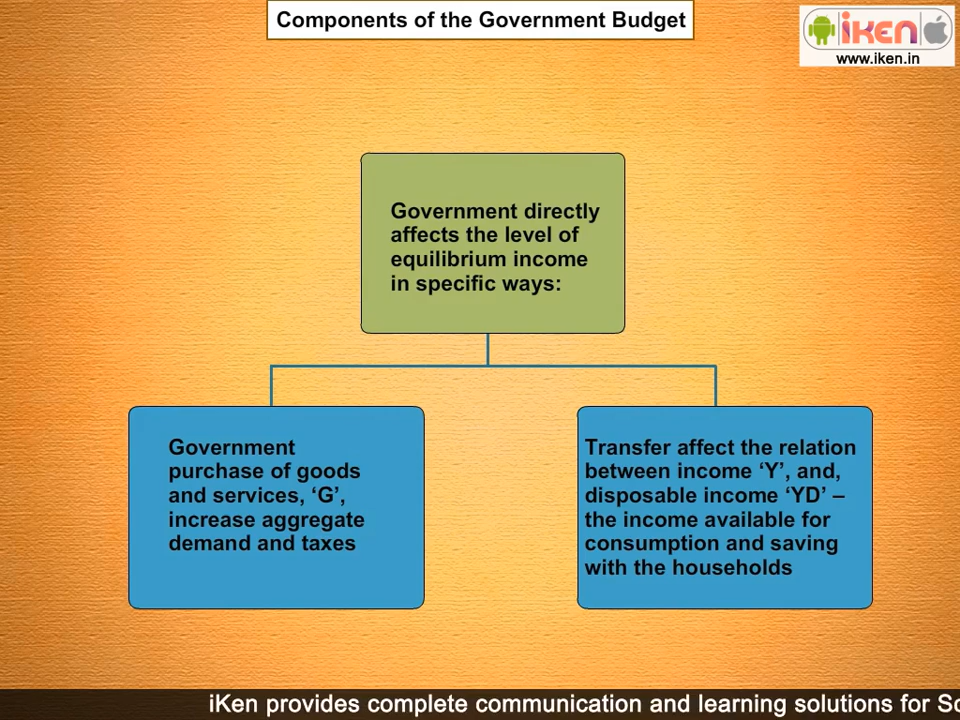 Components of the Government Budget
iKEN
www.iken.in
Government directly
affects the level of
equilibrium income
in specific ways:
Government
purchase of goods
and services, ‘G’,
increase aggregate
demand and taxes
Transfer affect the relation
between income ‘Y’, and,
disposable income ‘YD’ –
the income available for
consumption and saving
with the households
iKen provides complete communication and learning solutions for